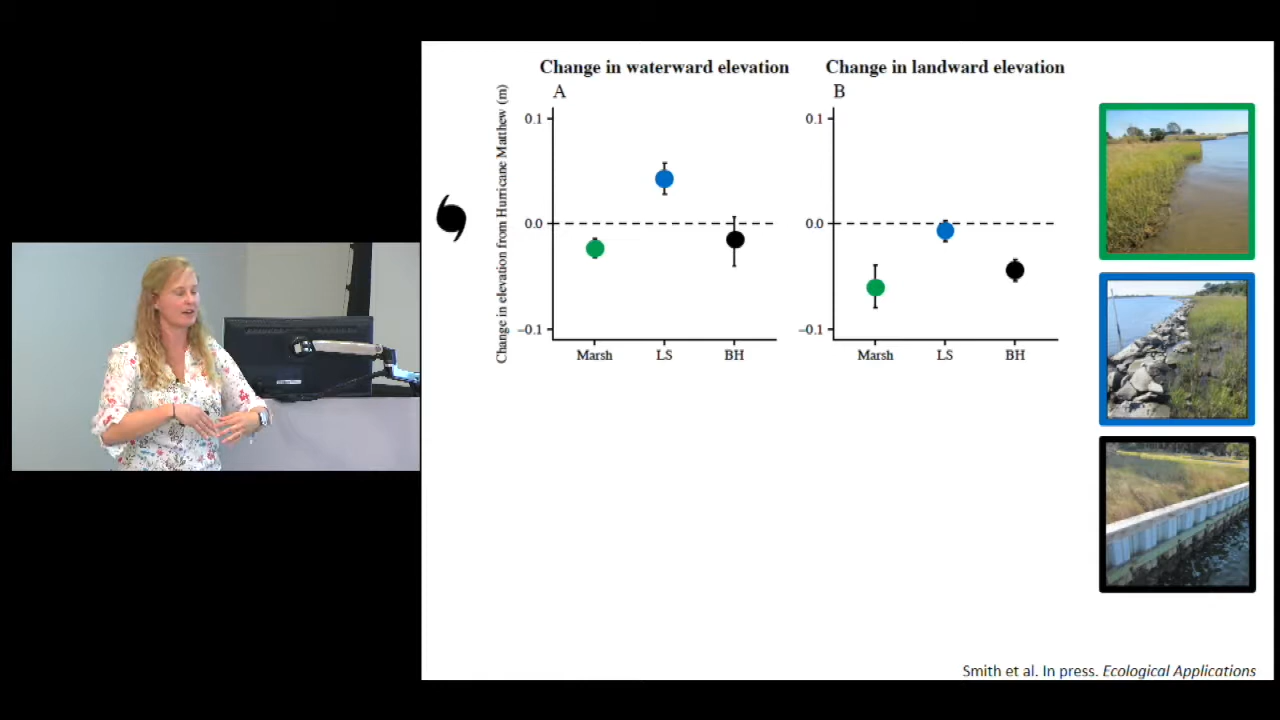 Change in waterward elevation
Change in landward elevation
A
B
Change in elevation from Hurricane Matthew (m)
0.1
0.0
–0.1
Marsh
LS
BH
0.1
0.0
–0.1
Marsh
LS
BH
Smith et al. In press. Ecological Applications